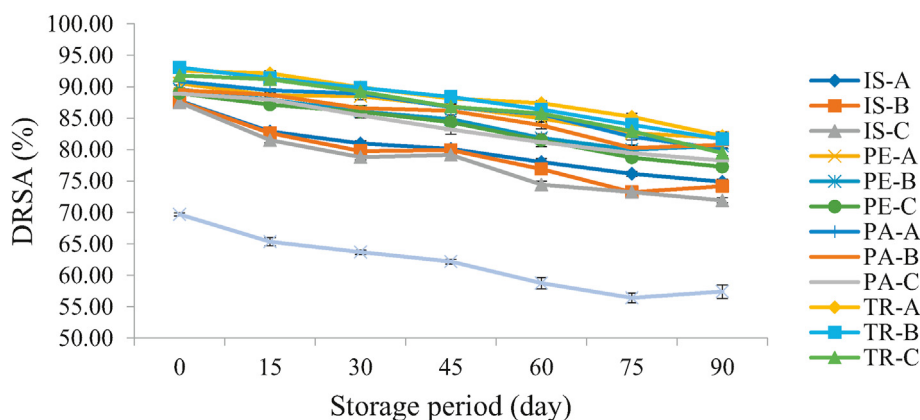 DRSA (%)
100.00
95.00
90.00
85.00
80.00
75.00
70.00
65.00
60.00
55.00
50.00
0 15 30 45 60 75 90
Storage period (day)
IS-A
IS-B
IS-C
PE-A
PE-B
PE-C
PA-A
PA-B
PA-C
TR-A
TR-B
TR-C